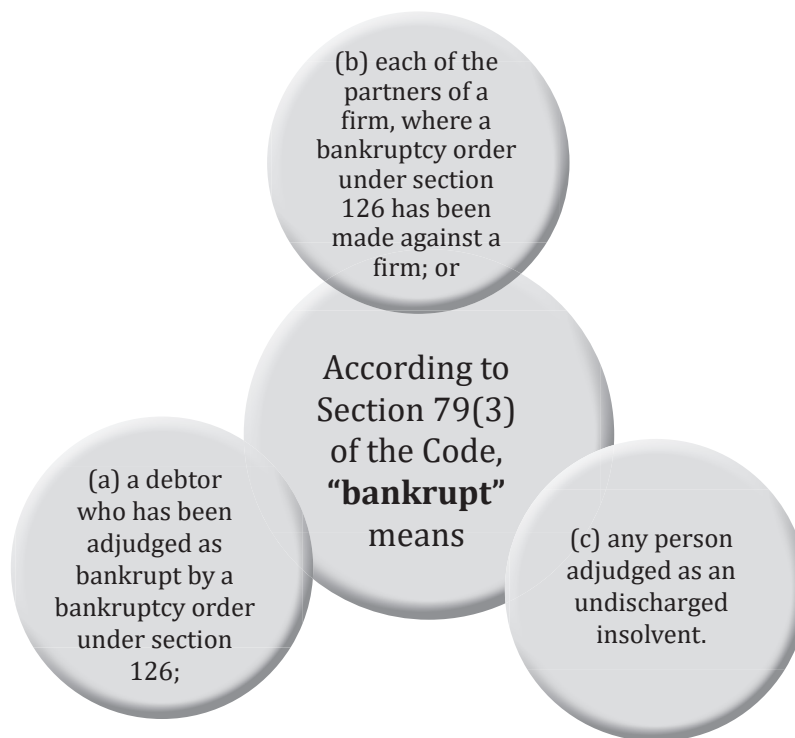 According to
Section 79(3)
of the Code,
“bankrupt”
means
(a) a debtor
who has been
adjudged as
bankrupt by a
bankruptcy order
under section
126;
(b) each of the
partners of a
firm, where a
bankruptcy order
under section
126 has been
made against a
firm; or
(c) any person
adjudged as an
undischarged
insolvent.